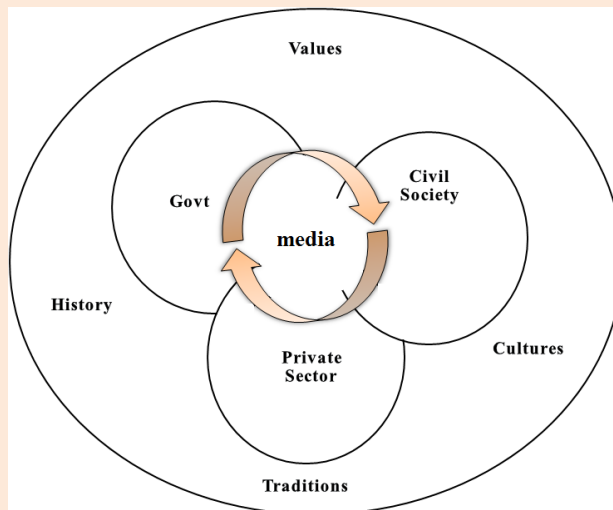 Values
Govt
Civil
Society
media
History
Cultures
Private
Sector
Traditions